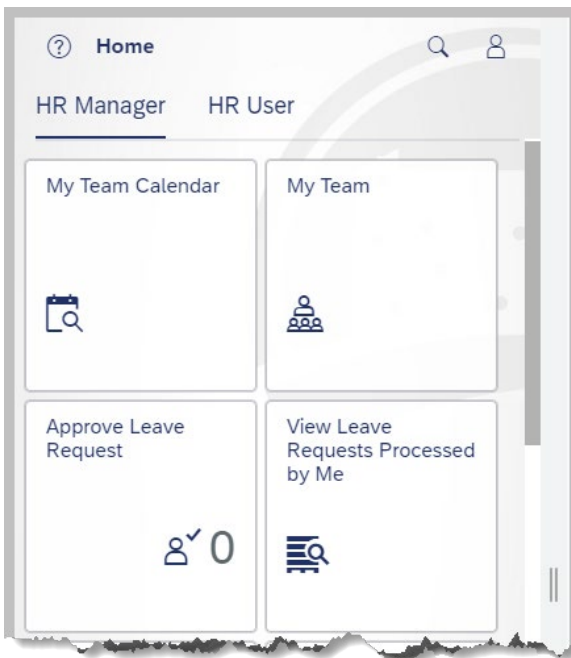 ? Home
HR Manager HR User
My Team Calendar
My Team
Approve Leave
Request
0
View Leave
Requests Processed
by Me